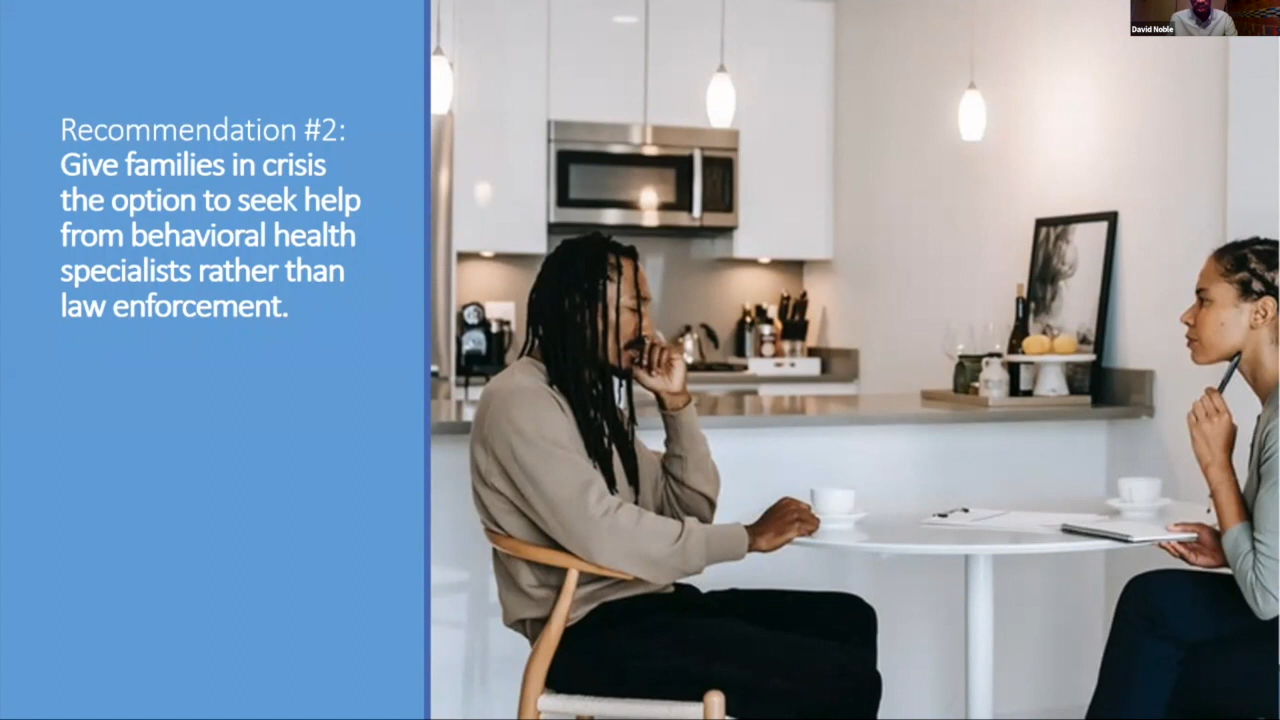 Recommendation #2:
Give families in crisis
the option to seek help
from behavioral health
specialists rather than
law enforcement.
David Noble